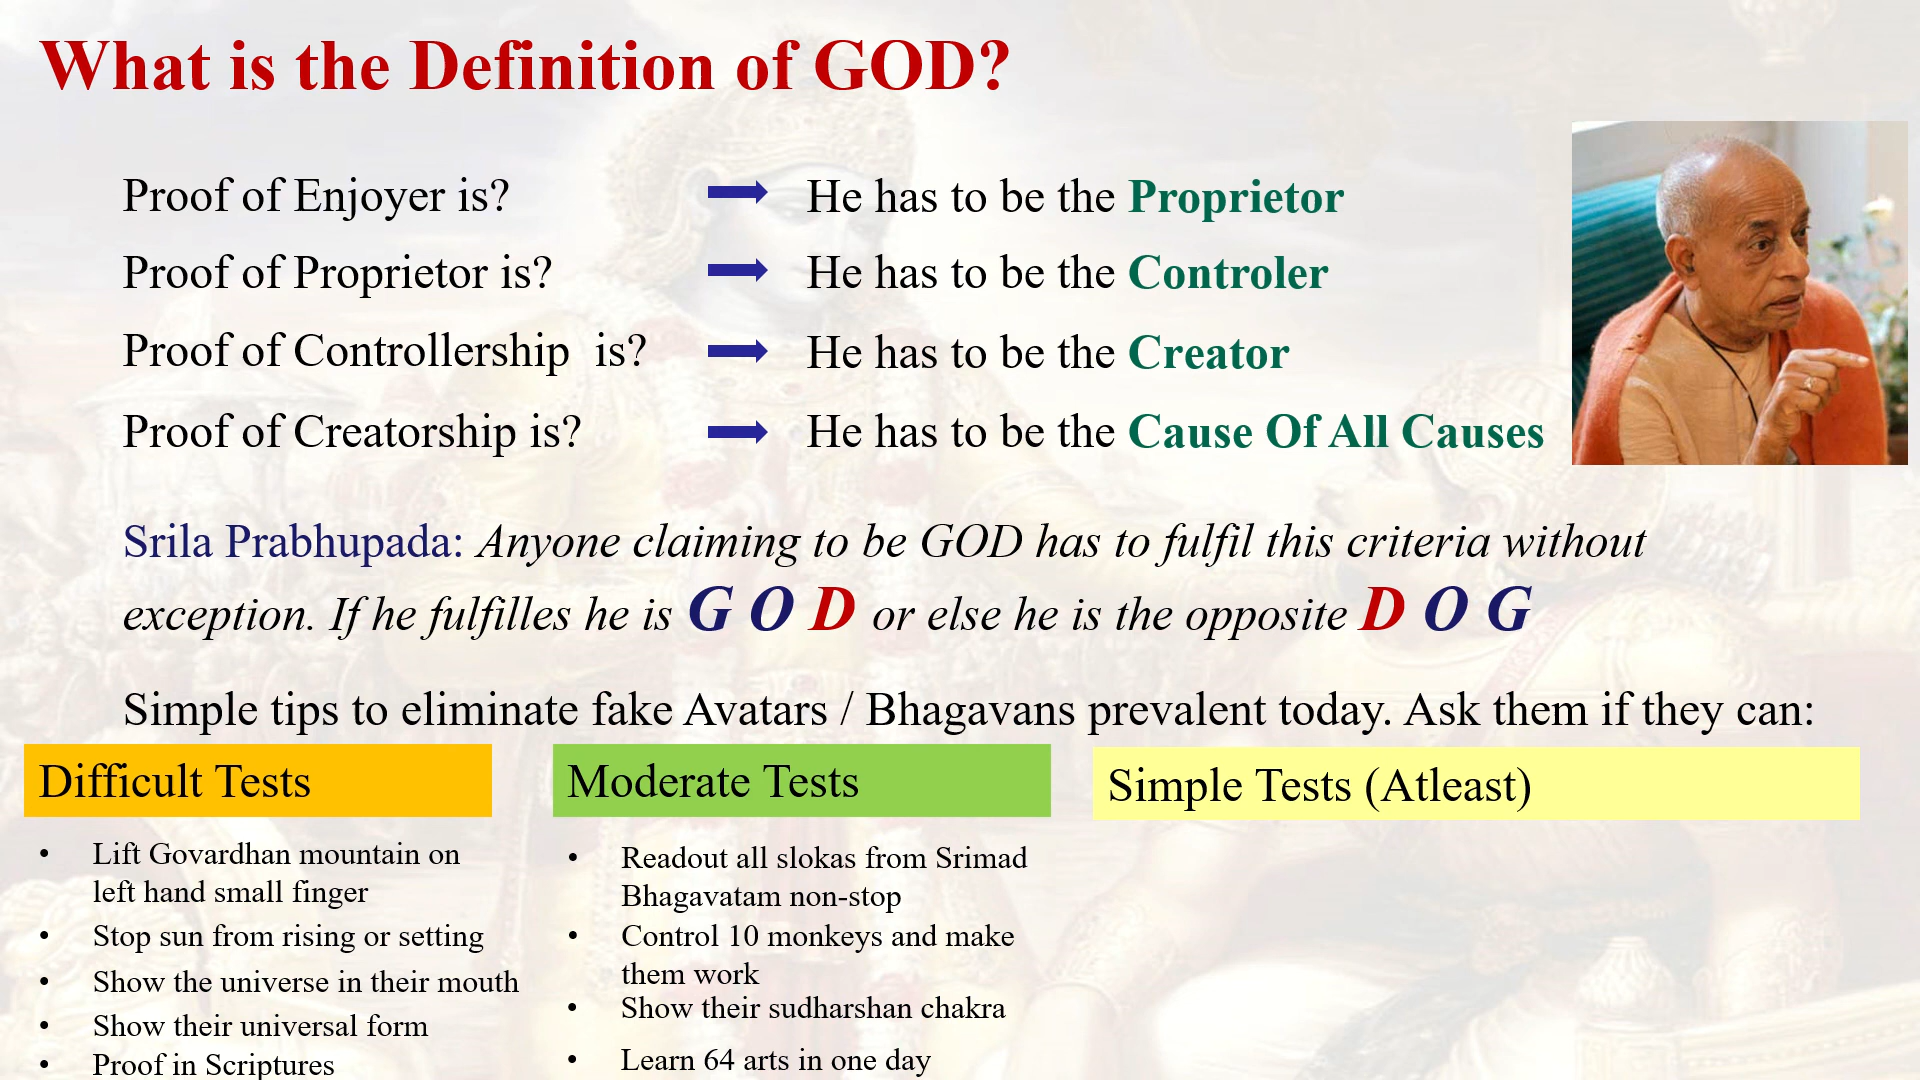 What is the Definition of GOD?
Proof of Enjoyer is? He has to be the Proprietor
Proof of Proprietor is? He has to be the Controler
Proof of Controllership is? He has to be the Creator
Proof of Creatorship is? He has to be the Cause Of All Causes
Srila Prabhupada: Anyone claiming to be GOD has to fulfil this criteria without
exception. If he fulfilles he is G O D or else he is the opposite D O G
Simple tips to eliminate fake Avatars / Bhagavans prevalent today. Ask them if they can:
Difficult Tests
• Lift Govardhan mountain on
left hand small finger
• Stop sun from rising or setting
• Show the universe in their mouth
• Show their universal form
• Proof in Scriptures
Moderate Tests
• Readout all slokas from Srimad
Bhagavatam non-stop
• Control 10 monkeys and make
them work
• Show their sudharshan chakra
• Learn 64 arts in one day
Simple Tests (Atleast)